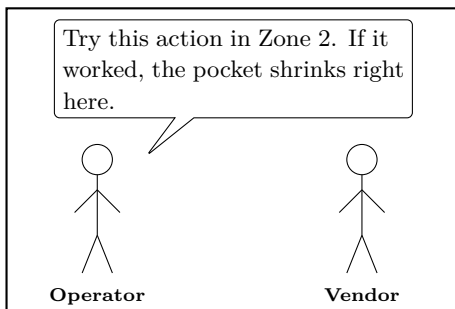 Try this action in Zone 2. If it
worked, the pocket shrinks right
here.
Operator
Vendor